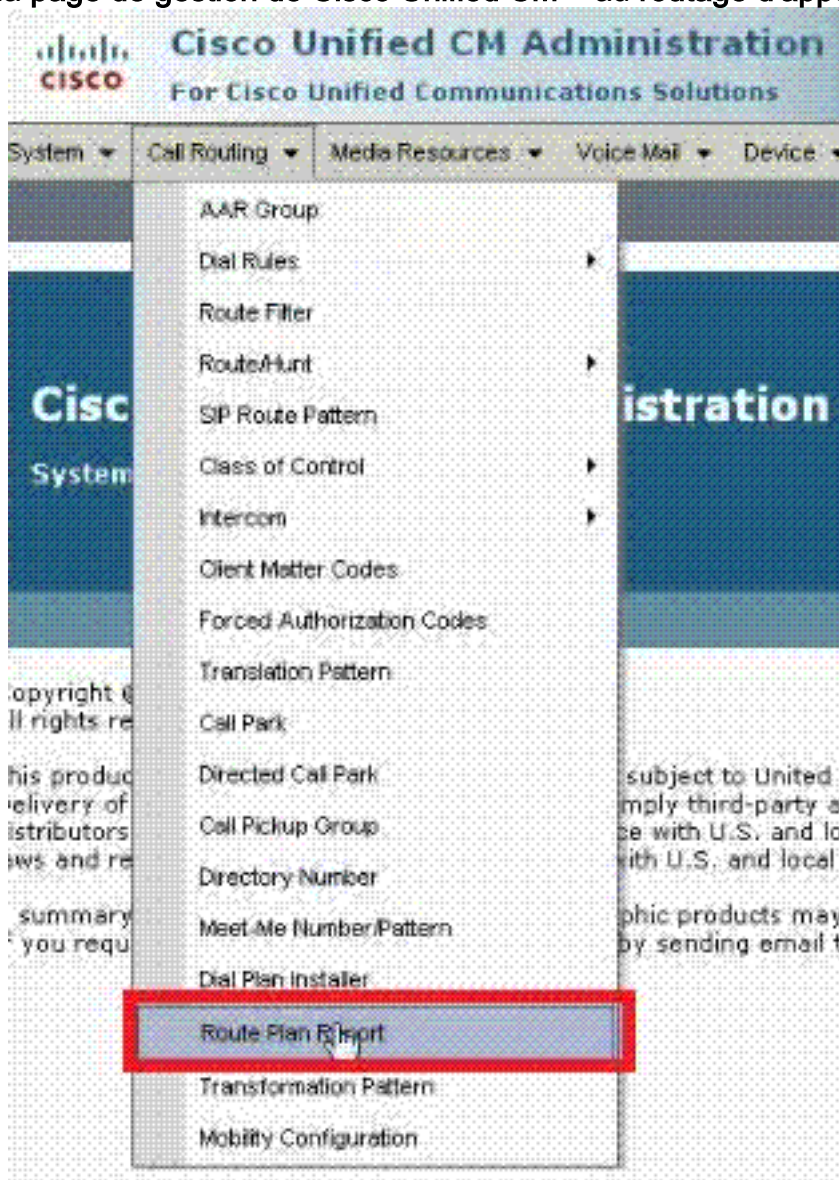 page de gestion de Cisco Unified CM au routage d'app
CISCO
Cisco Unified CM Administration
For Cisco Unified Communications Solutions
System Call Routing Media Resources Voice Mail Device
AAR Group
Dial Rules
Route Filter
Route/Hunt
SIP Route Pattern
Class of Control
Intercom
Client Matter Codes
Forced Authorization Codes
Translation Pattern
Call Park
Directed Call Park
Call Pickup Group
Directory Number
Meet-Me Number/Pattern
Dial Plan Installer
Route Plan Report
Transformation Pattern
Mobility Configuration
Cisc istration
System
opyright
ll rights re
his produc subject to United
elivery of mply third-party a
istributors ce with U.S. and lo
aws and re with U.S. and local
summary phic products may
you requ by sending email t